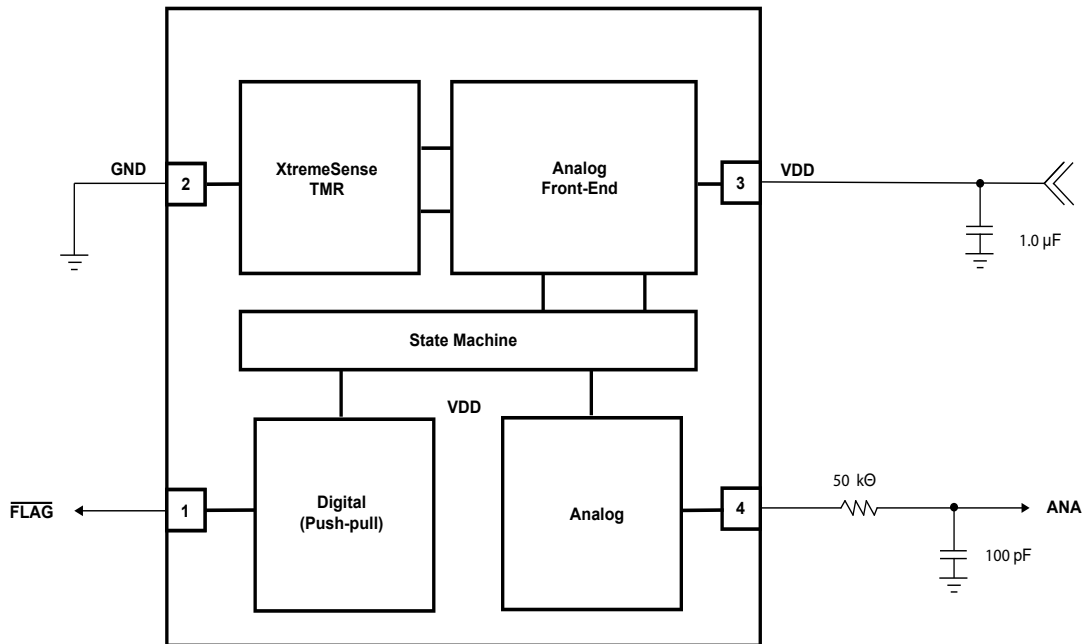 XtremeSense
TMR
Analog
Front-End
GND
2
3
VDD
1.0 µF
State Machine
VDD
FLAG
1
Digital
(Push-pull)
Analog
4
50 kΘ
ANA
100 pF